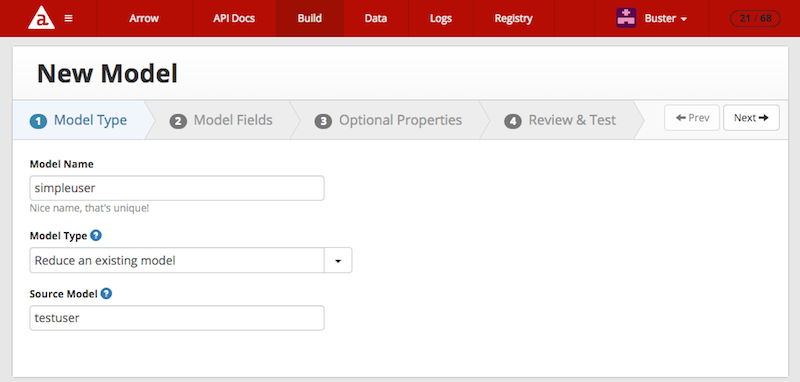 a Arrow API Docs Build Data Logs Registry Buster 21 / 68
New Model
1 Model Type 2 Model Fields 3 Optional Properties 4 Review & Test Prev Next
Model Name
simpleuser
Nice name, that's unique!
Model Type ?
Reduce an existing model
Source Model ?
testuser